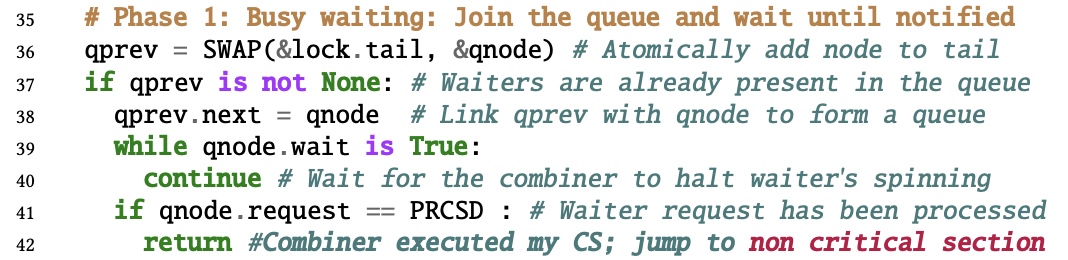 35 # Phase 1: Busy waiting: Join the queue and wait until notified
36 qprev = SWAP(&lock.tail, &qnode) # Atomically add node to tail
37 if qprev is not None: # Waiters are already present in the queue
38   qprev.next = qnode  # Link qprev with qnode to form a queue
39   while qnode.wait is True:
40     continue # Wait for the combiner to halt waiter's spinning
41   if qnode.request == PRCSD : # Waiter request has been processed
42     return #Combiner executed my CS; jump to non critical section